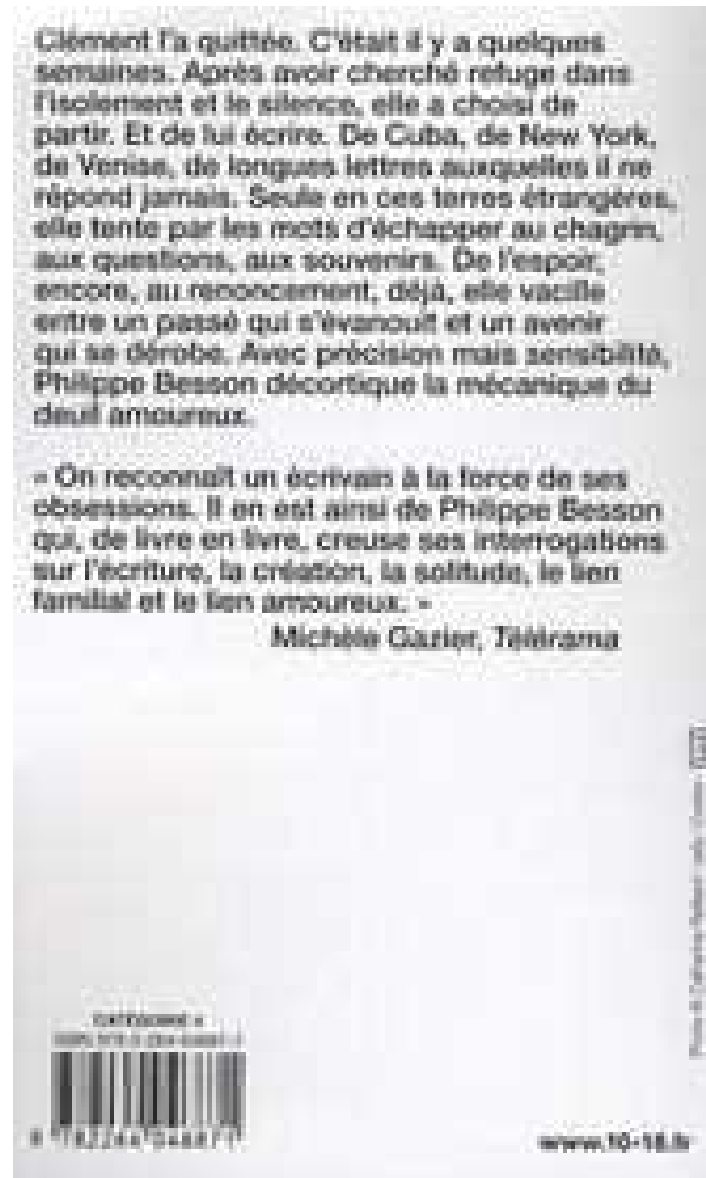 Clément l'a quittée. C'était il y a quelques
semaines. Après avoir cherché refuge dans
l'isolement et le silence, elle a choisi de
partir. Et de lui écrire. De Cuba, de New York,
de Venise, de longues lettres auxquelles il ne
répond jamais. Seule en ces terres étrangères,
elle tente par les mots d'échapper au chagrin,
aux questions, aux souvenirs. De l'espoir,
encore, au renoncement, déjà, elle vacille
entre un passé qui s'évanouit et un avenir
qui se dérobe. Avec précision mais sensibilité,
Philippe Besson décortique la mécanique du
deuil amoureux.
« On reconnaît un écrivain à la force de ses
obsessions. Il en est ainsi de Philippe Besson
qui, de livre en livre, creuse ses interrogations
sur l'écriture, la création, la solitude, le lien
familial et le lien amoureux. »
Michèle Gazier, Télérama
www.10-18.fr